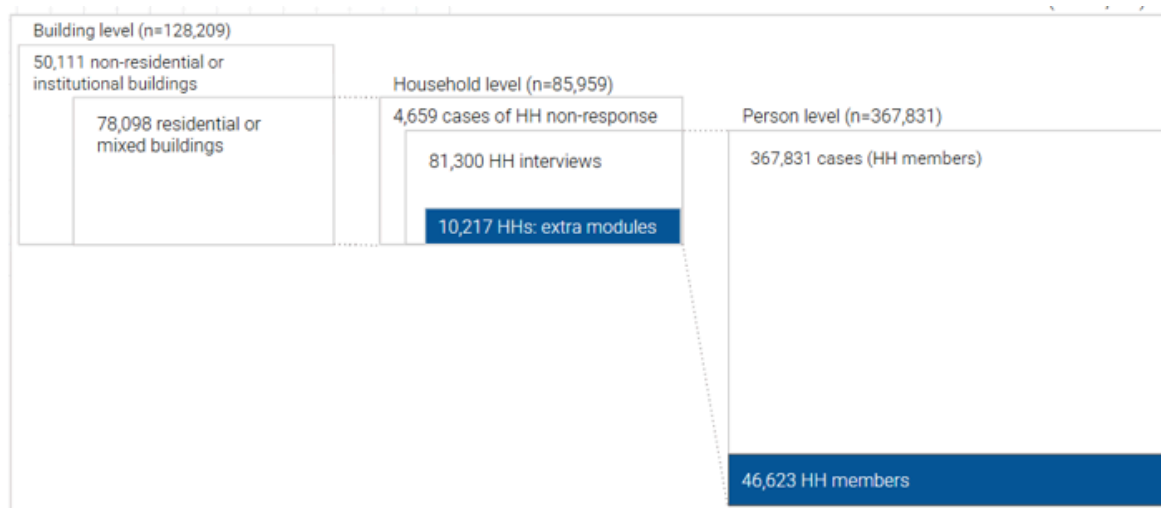 Building level (n=128,209)
50,111 non-residential or
institutional buildings
78,098 residential or
mixed buildings
Household level (n=85,959)
4,659 cases of HH non-response
81,300 HH interviews
10,217 HHs: extra modules
Person level (n=367,831)
367,831 cases (HH members)
46,623 HH members